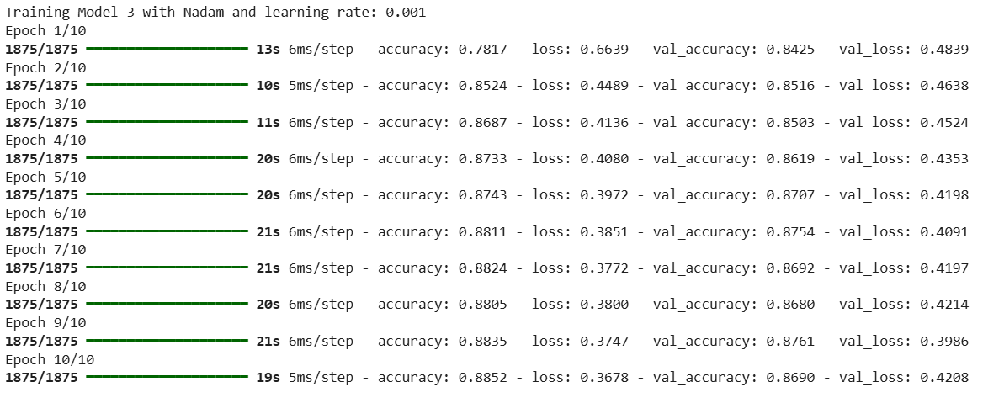 Training Model 3 with Nadam and learning rate: 0.001
Epoch 1/10
1875/1875 ━━━━━━━━━━━━━━━━━━━━ 13s 6ms/step - accuracy: 0.7817 - loss: 0.6639 - val_accuracy: 0.8425 - val_loss: 0.4839
Epoch 2/10
1875/1875 ━━━━━━━━━━━━━━━━━━━━ 10s 5ms/step - accuracy: 0.8524 - loss: 0.4489 - val_accuracy: 0.8516 - val_loss: 0.4638
Epoch 3/10
1875/1875 ━━━━━━━━━━━━━━━━━━━━ 11s 6ms/step - accuracy: 0.8687 - loss: 0.4136 - val_accuracy: 0.8503 - val_loss: 0.4524
Epoch 4/10
1875/1875 ━━━━━━━━━━━━━━━━━━━━ 20s 6ms/step - accuracy: 0.8733 - loss: 0.4080 - val_accuracy: 0.8619 - val_loss: 0.4353
Epoch 5/10
1875/1875 ━━━━━━━━━━━━━━━━━━━━ 20s 6ms/step - accuracy: 0.8743 - loss: 0.3972 - val_accuracy: 0.8707 - val_loss: 0.4198
Epoch 6/10
1875/1875 ━━━━━━━━━━━━━━━━━━━━ 21s 6ms/step - accuracy: 0.8811 - loss: 0.3851 - val_accuracy: 0.8754 - val_loss: 0.4091
Epoch 7/10
1875/1875 ━━━━━━━━━━━━━━━━━━━━ 21s 6ms/step - accuracy: 0.8824 - loss: 0.3772 - val_accuracy: 0.8692 - val_loss: 0.4197
Epoch 8/10
1875/1875 ━━━━━━━━━━━━━━━━━━━━ 20s 6ms/step - accuracy: 0.8805 - loss: 0.3800 - val_accuracy: 0.8680 - val_loss: 0.4214
Epoch 9/10
1875/1875 ━━━━━━━━━━━━━━━━━━━━ 21s 6ms/step - accuracy: 0.8835 - loss: 0.3747 - val_accuracy: 0.8761 - val_loss: 0.3986
Epoch 10/10
1875/1875 ━━━━━━━━━━━━━━━━━━━━ 19s 5ms/step - accuracy: 0.8852 - loss: 0.3678 - val_accuracy: 0.8690 - val_loss: 0.4208